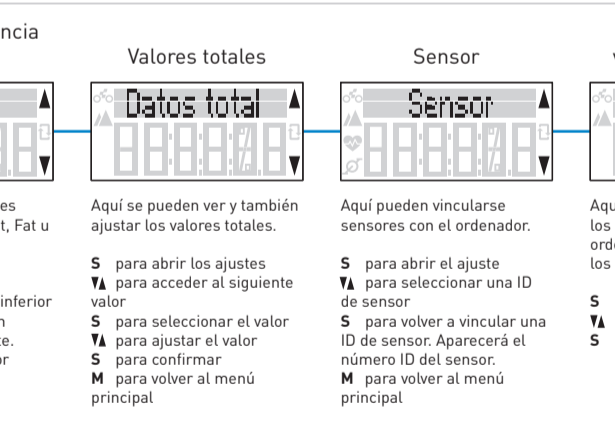 ncia
es
t, Fat u
inferior
n
te.
or
Valores totales
Datos total
Aquí se pueden ver y también
ajustar los valores totales.
S para abrir los ajustes
▼▲ para acceder al siguiente
valor
S para seleccionar el valor
▼▲ para ajustar el valor
S para confirmar
M para volver al menú
principal
Sensor
Sensor
Aquí pueden vincularse
sensores con el ordenador.
S para abrir el ajuste
▼▲ para seleccionar una ID
de sensor
S para volver a vincular una
ID de sensor. Aparecerá el
número ID del sensor.
M para volver al menú
principal
Aqu
los
orde
los
S
▼▲
S